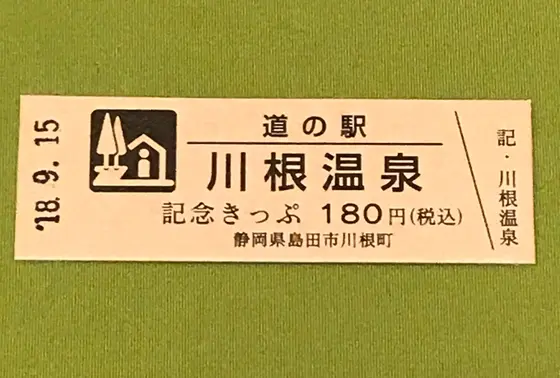 '18. 9. 15
道の駅
川根温泉
記念きっぷ 180円(税込)
静岡県島田市川根町
記・川根温泉